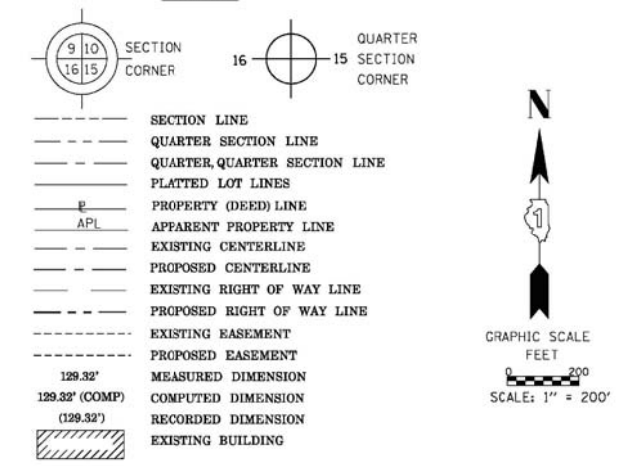 9 10
16 15
SECTION
CORNER
16
15
QUARTER
SECTION
CORNER
SECTION LINE
QUARTER SECTION LINE
QUARTER, QUARTER SECTION LINE
PLATTED LOT LINES
PL PROPERTY (DEED) LINE
APL APPARENT PROPERTY LINE
EXISTING CENTERLINE
PROPOSED CENTERLINE
EXISTING RIGHT OF WAY LINE
PROPOSED RIGHT OF WAY LINE
EXISTING EASEMENT
PROPOSED EASEMENT
129.32' MEASURED DIMENSION
129.32' (COMP) COMPUTED DIMENSION
(129.32') RECORDED DIMENSION
EXISTING BUILDING
N
1
GRAPHIC SCALE
FEET
0 200
SCALE: 1" = 200'